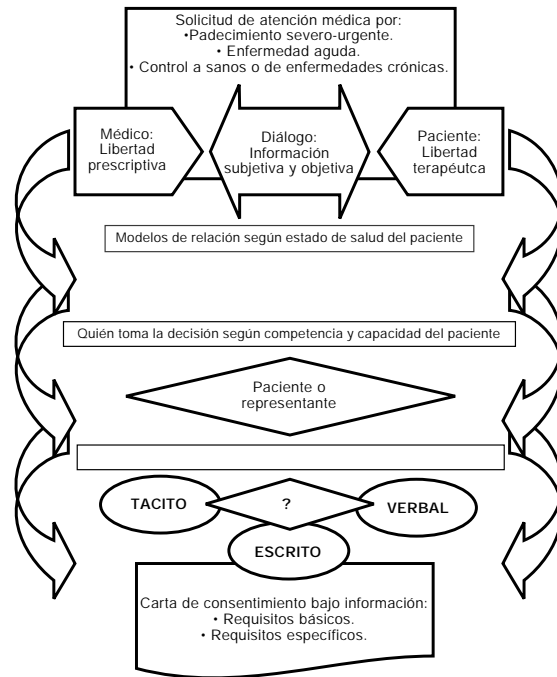 Solicitud de atención médica por:
•Padecimiento severo-urgente.
• Enfermedad aguda.
• Control a sanos o de enfermedades crónicas.
Médico:
Libertad
prescriptiva
Diálogo:
Información
subjetiva y objetiva
Paciente:
Libertad
terapéutca
Modelos de relación según estado de salud del paciente
Quién toma la decisión según competencia y capacidad del paciente
Paciente o
representante
TACITO
?
VERBAL
ESCRITO
Carta de consentimiento bajo información:
• Requisitos básicos.
• Requisitos específicos.